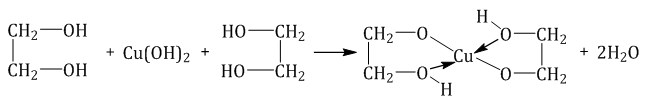 H
CH₂—OH HO—CH₂ CH₂—O O—CH₂
+ Cu(OH)₂ + Cu + 2H₂O
CH₂—OH HO—CH₂ CH₂—O O—CH₂
H